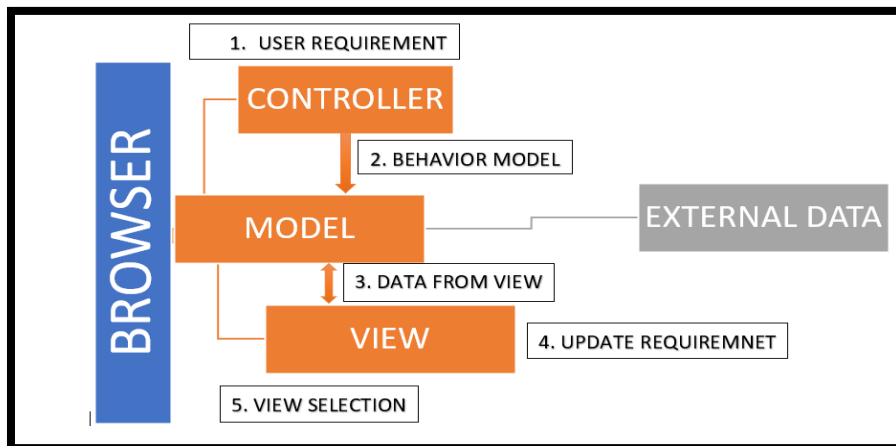 1. USER REQUIREMENT
CONTROLLER
BROWSER
2. BEHAVIOR MODEL
MODEL
EXTERNAL DATA
3. DATA FROM VIEW
VIEW
4. UPDATE REQUIREMNET
5. VIEW SELECTION